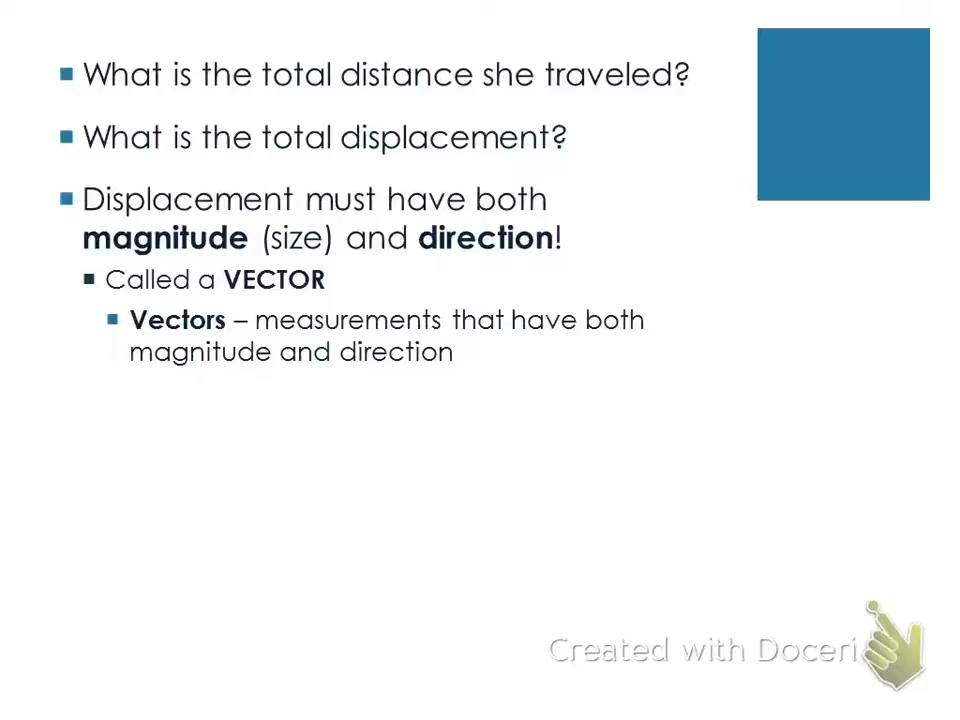 What is the total distance she traveled?
What is the total displacement?
Displacement must have both
magnitude (size) and direction!
Called a VECTOR
Vectors – measurements that have both
magnitude and direction
Created with Doceri